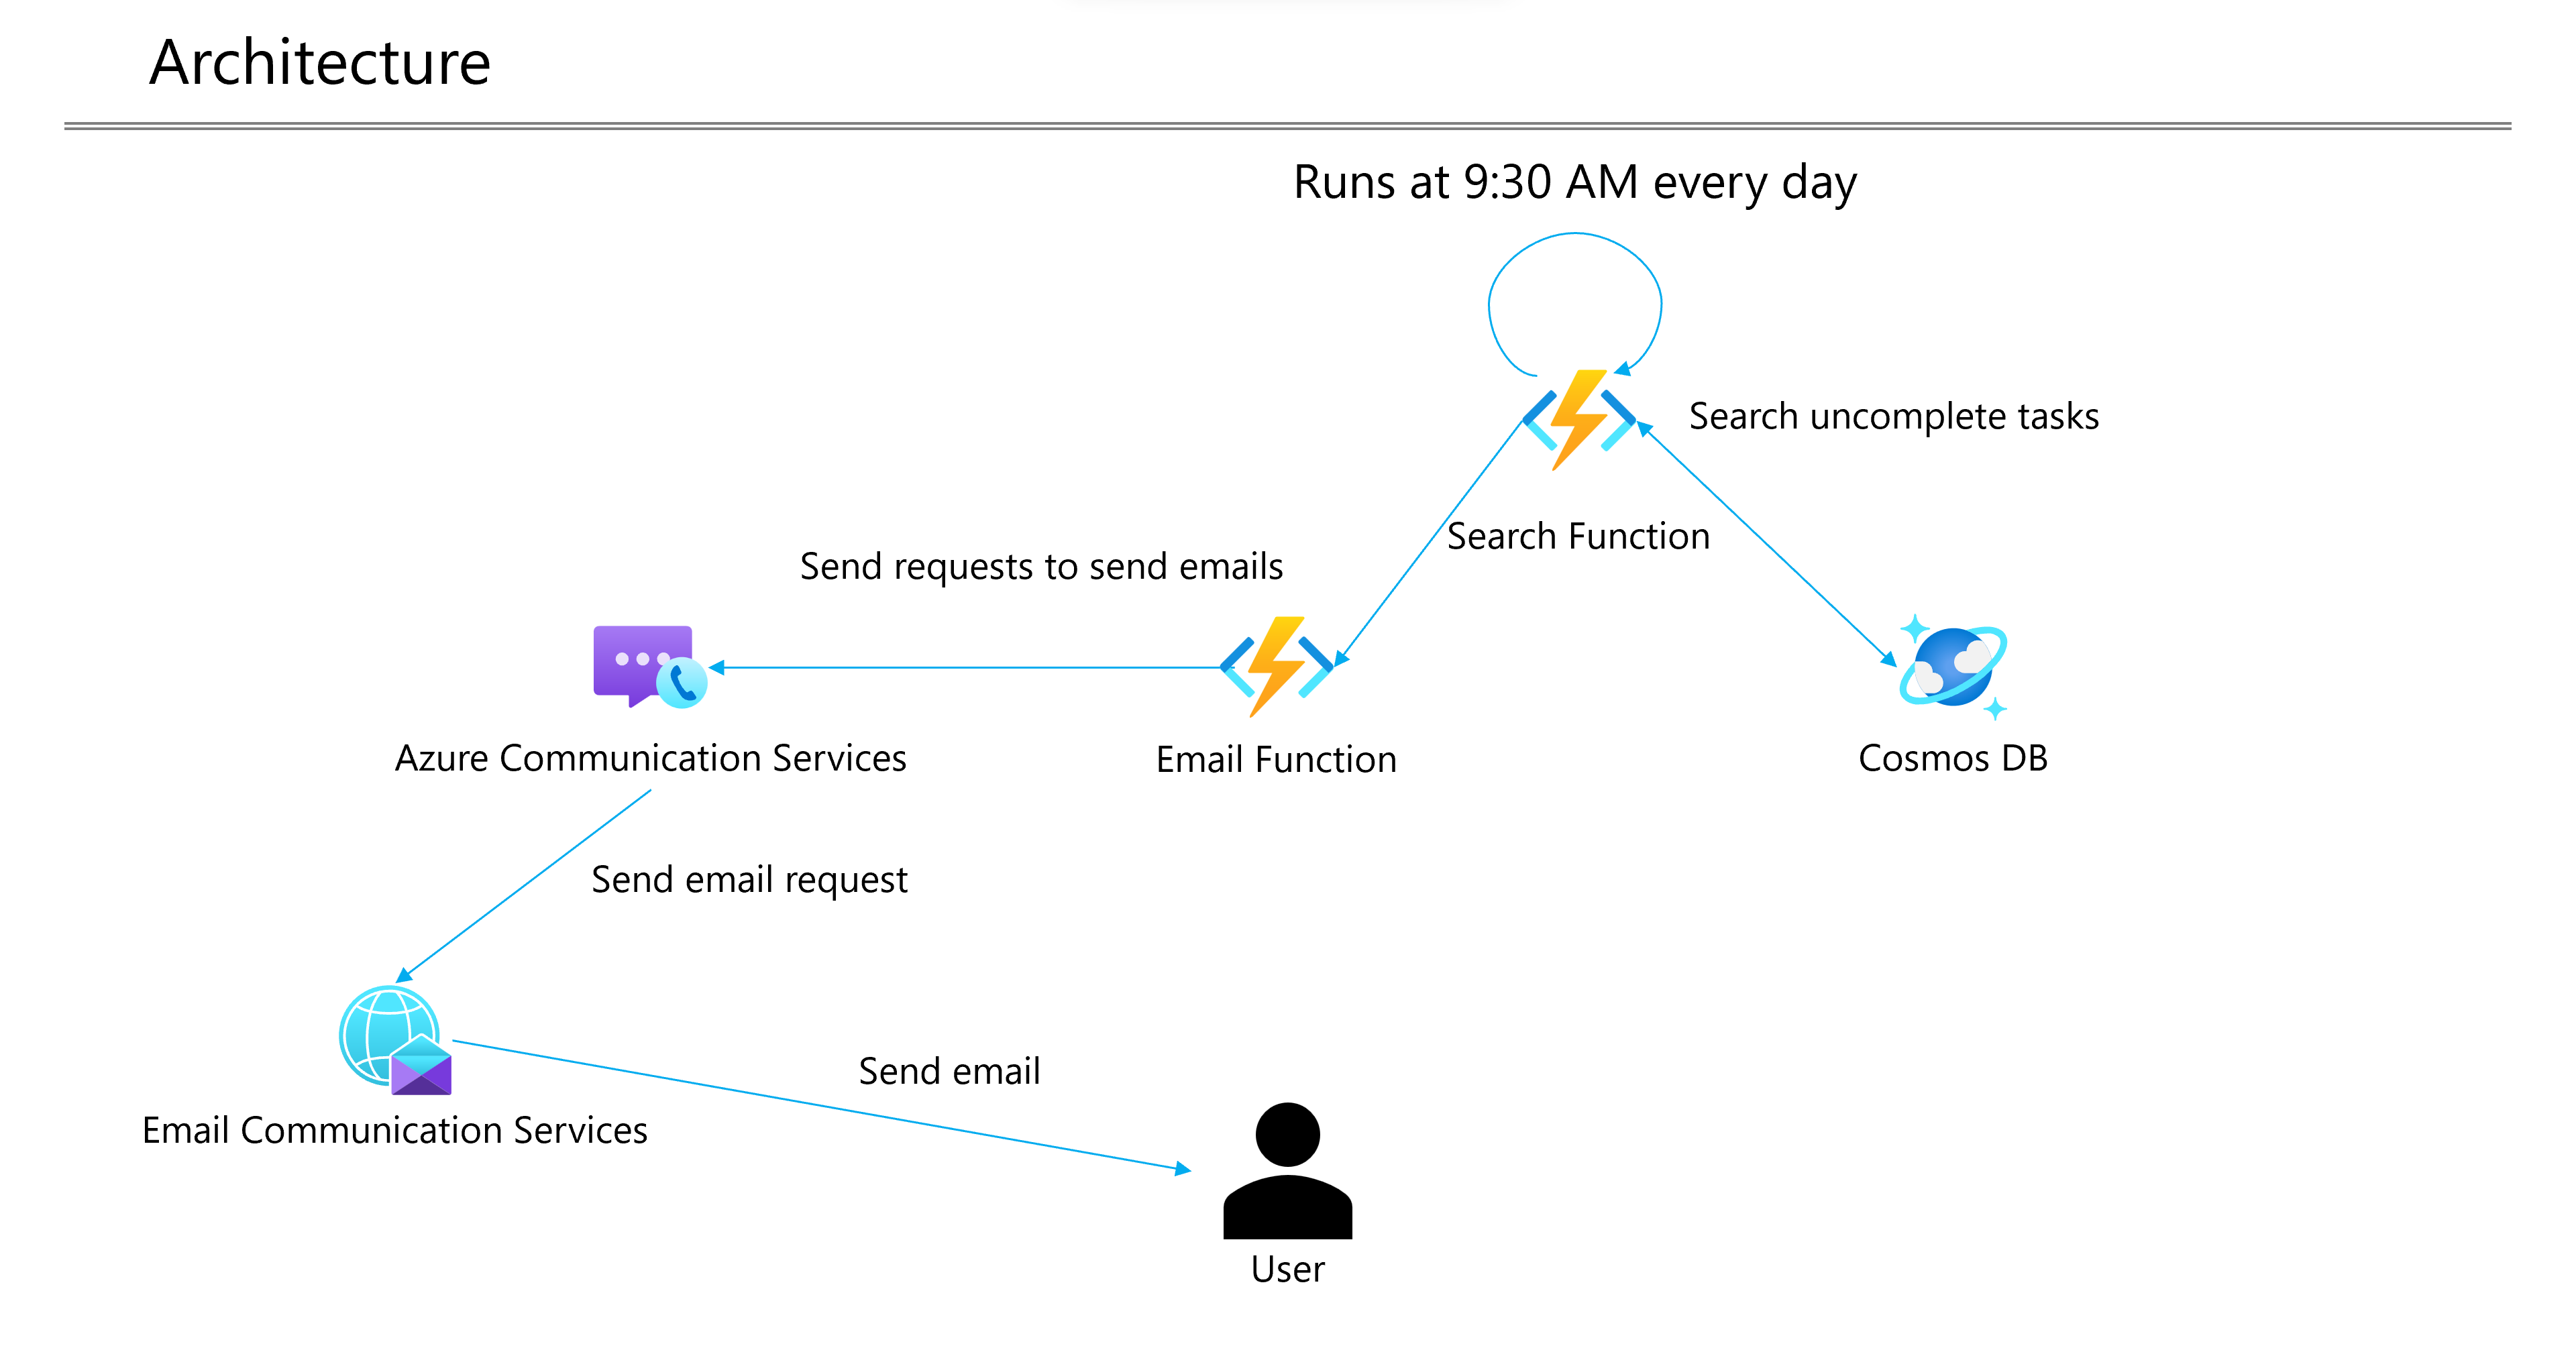 Architecture
Runs at 9:30 AM every day
Search uncomplete tasks
Search Function
Send requests to send emails
Azure Communication Services
Email Function
Cosmos DB
Send email request
Send email
Email Communication Services
User